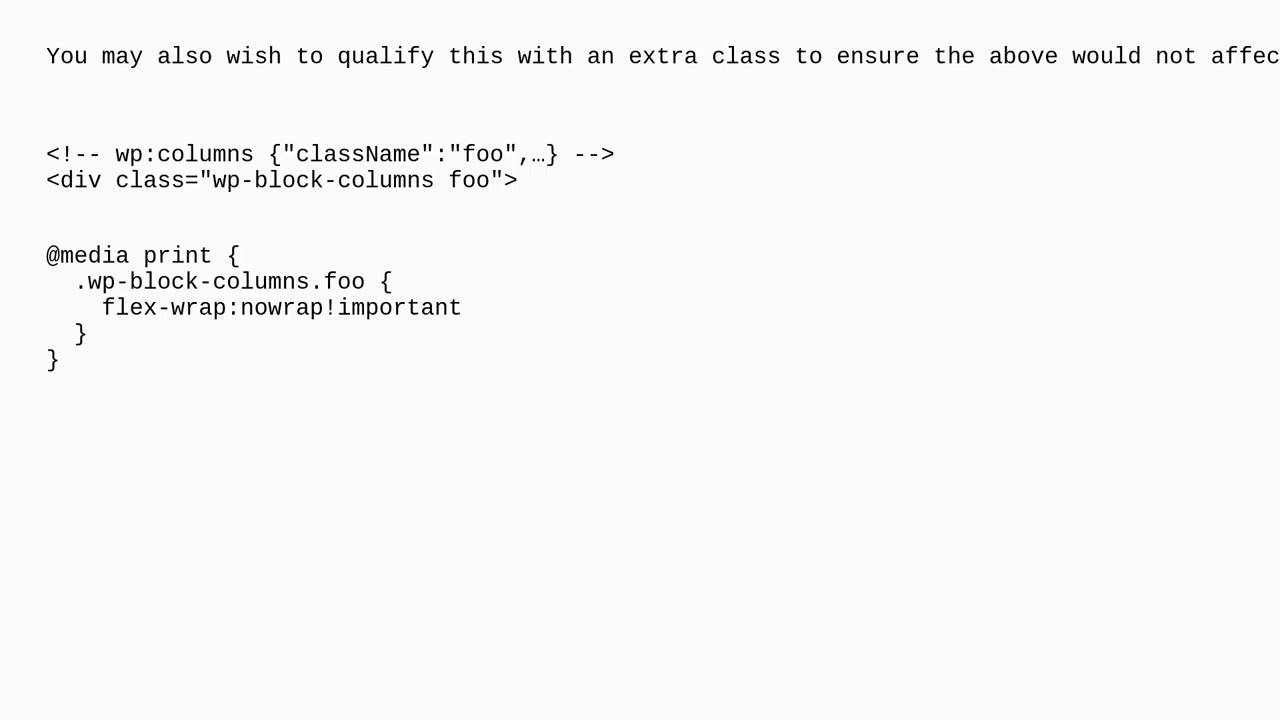 You may also wish to qualify this with an extra class to ensure the above would not
<!-- wp:columns {"className":"foo",…} -->
<div class="wp-block-columns foo">
@media print {
  .wp-block-columns.foo {
    flex-wrap:nowrap!important
  }
}